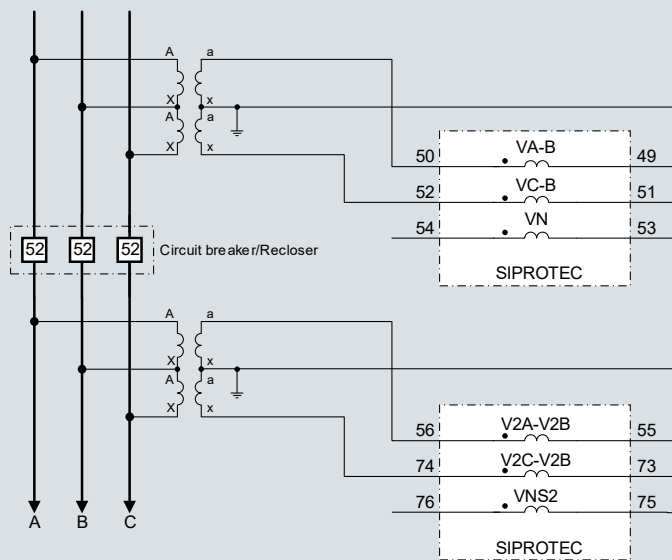 A a
X x
A a
X x
50 VA-B 49
52 VC-B 51
54 VN 53
SIPROTEC
52 52 52 Circuit breaker/Recloser
A a
X x
A a
X x
56 V2A-V2B 55
74 V2C-V2B 73
76 VNS2 75
SIPROTEC
A B C